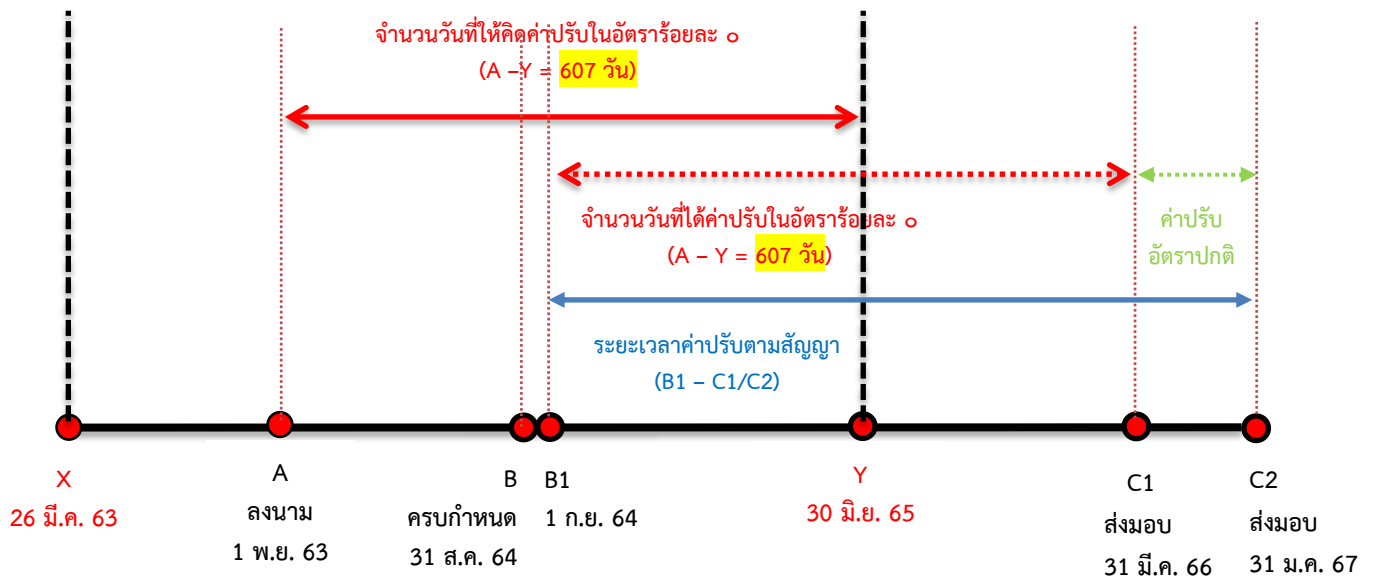 จำนวนวันที่ให้คิดค่าปรับในอัตราร้อยละ ๐
(A –Y = 607 วัน)
จำนวนวันที่ได้ค่าปรับในอัตราร้อยละ ๐
(A – Y = 607 วัน)
ค่าปรับ
อัตราปกติ
ระยะเวลาค่าปรับตามสัญญา
(B1 – C1/C2)
X
26 มี.ค. 63
A
ลงนาม
1 พ.ย. 63
B
ครบกำหนด
31 ส.ค. 64
B1
1 ก.ย. 64
Y
30 มิ.ย. 65
C1
ส่งมอบ
31 มี.ค. 66
C2
ส่งมอบ
31 ม.ค. 67